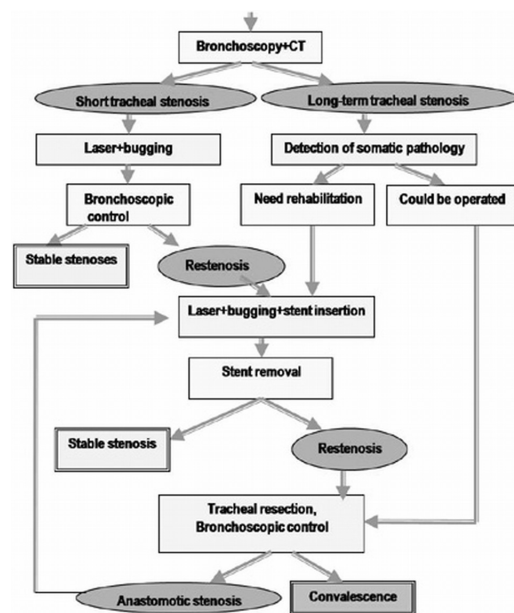 Bronchoscopy+CT
Short tracheal stenosis
Long-term tracheal stenosis
Laser+bugging
Detection of somatic pathology
Bronchoscopic
control
Need rehabilitation
Could be operated
Stable stenoses
Restenosis
Laser+bugging+stent insertion
Stent removal
Stable stenosis
Restenosis
Tracheal resection,
Bronchoscopic control
Anastomotic stenosis
Convalescence